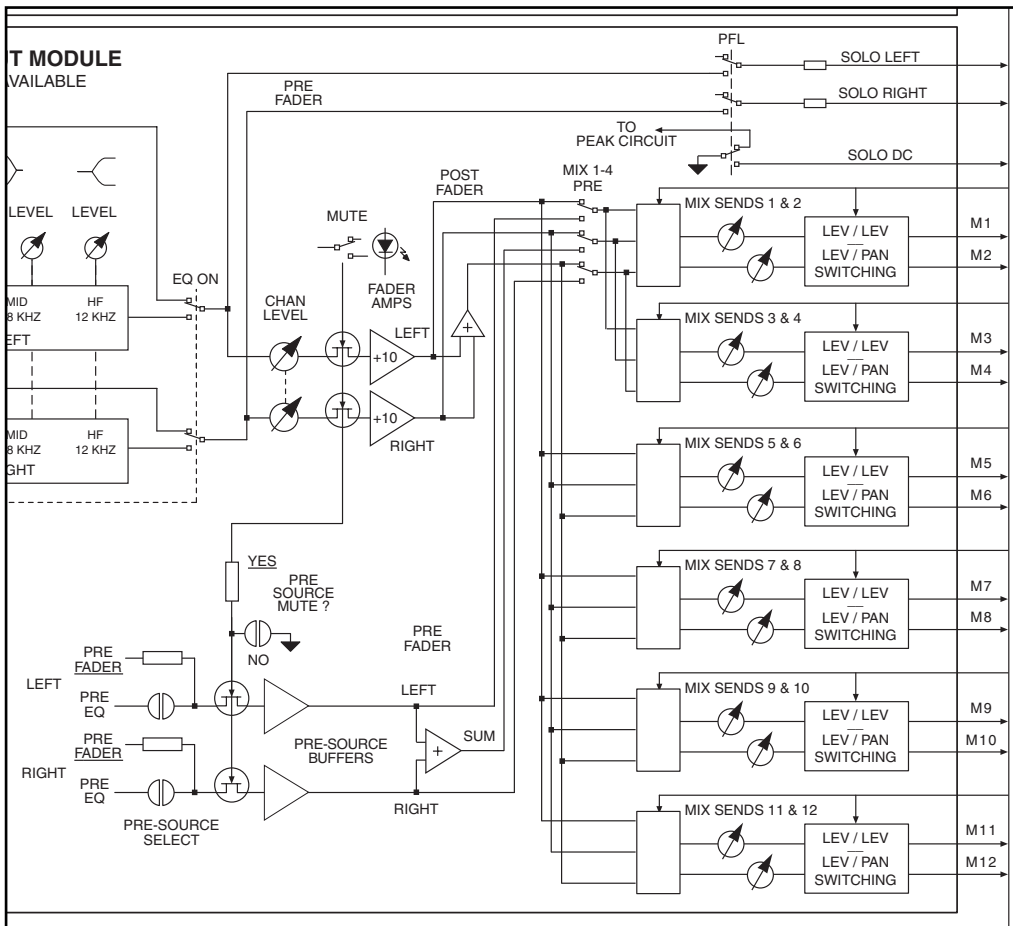 T MODULE
VAILABLE
LEVEL
LEVEL
MID
8 KHZ
HF
12 KHZ
EFT
MID
8 KHZ
HF
12 KHZ
GHT
EQ ON
PRE
FADER
CHAN
LEVEL
MUTE
FADER
AMPS
+10
LEFT
+10
RIGHT
POST
FADER
+
PFL
SOLO LEFT
SOLO RIGHT
TO
PEAK CIRCUIT
SOLO DC
MIX 1-4
PRE
MIX SENDS 1 & 2
LEV / LEV
LEV / PAN
SWITCHING
M1
M2
MIX SENDS 3 & 4
LEV / LEV
LEV / PAN
SWITCHING
M3
M4
MIX SENDS 5 & 6
LEV / LEV
LEV / PAN
SWITCHING
M5
M6
MIX SENDS 7 & 8
LEV / LEV
LEV / PAN
SWITCHING
M7
M8
MIX SENDS 9 & 10
LEV / LEV
LEV / PAN
SWITCHING
M9
M10
MIX SENDS 11 & 12
LEV / LEV
LEV / PAN
SWITCHING
M11
M12
YES
PRE
SOURCE
MUTE ?
NO
PRE
FADER
LEFT
PRE
EQ
PRE
FADER
RIGHT
PRE
EQ
PRE-SOURCE
SELECT
PRE-SOURCE
BUFFERS
PRE
FADER
LEFT
+
SUM
RIGHT